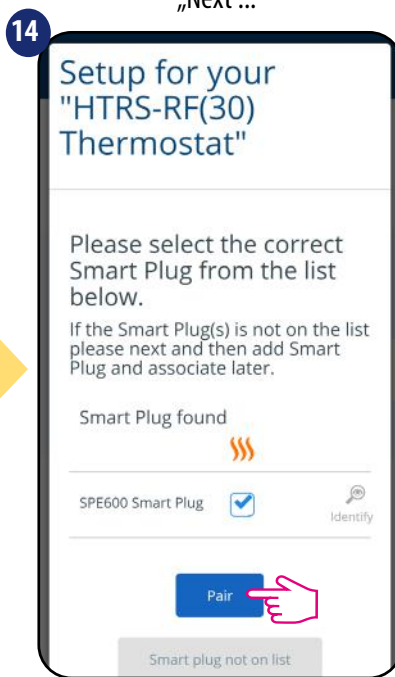 „Next ...
14
Setup for your
"HTRS-RF(30)
Thermostat"
Please select the correct
Smart Plug from the list
below.
If the Smart Plug(s) is not on the list
please next and then add Smart
Plug and associate later.
Smart Plug found
SPE600 Smart Plug
Identify
Pair
Smart plug not on list